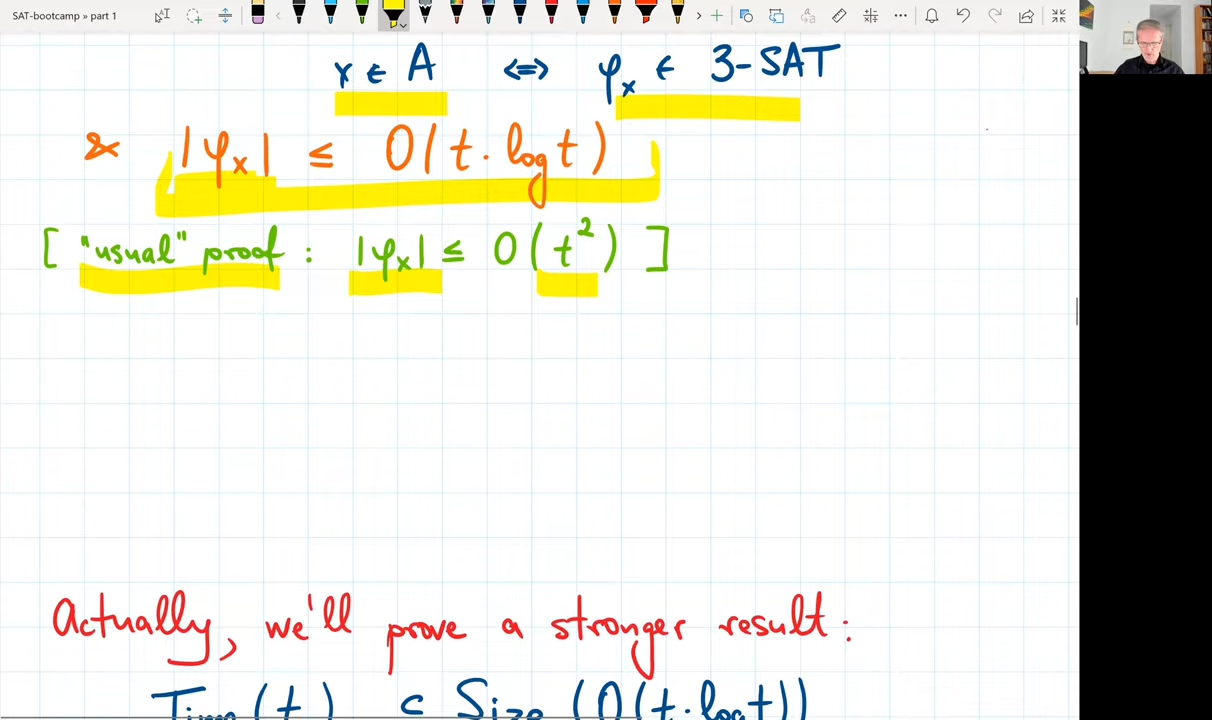 SAT-bootcamp » part 1
x ∈ A ⇔ φₓ ∈ 3-SAT
& |φₓ| ≤ O(t · log t)
[ "usual" proof : |φₓ| ≤ O(t²) ]
Actually, we'll prove a stronger result:
Time(t) ⊂ Size(O(t·log t))